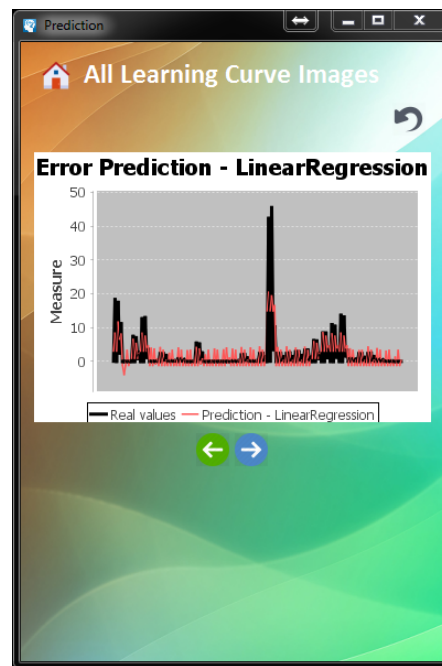 Prediction
All Learning Curve Images
Error Prediction - LinearRegression
50
40
30
20
10
0
Measure
Real values Prediction - LinearRegression